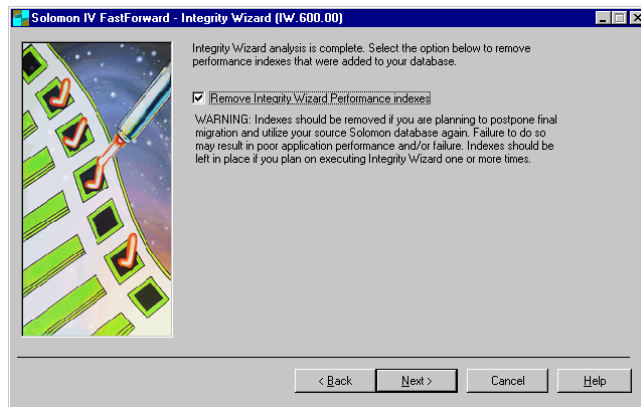 Solomon IV FastForward - Integrity Wizard (IW.600.00)
Integrity Wizard analysis is complete. Select the option below to remove
performance indexes that were added to your database.
Remove Integrity Wizard Performance indexes
WARNING: Indexes should be removed if you are planning to postpone final
migration and utilize your source Solomon database again. Failure to do so
may result in poor application performance and/or failure. Indexes should be
left in place if you plan on executing Integrity Wizard one or more times.
< Back
Next >
Cancel
Help